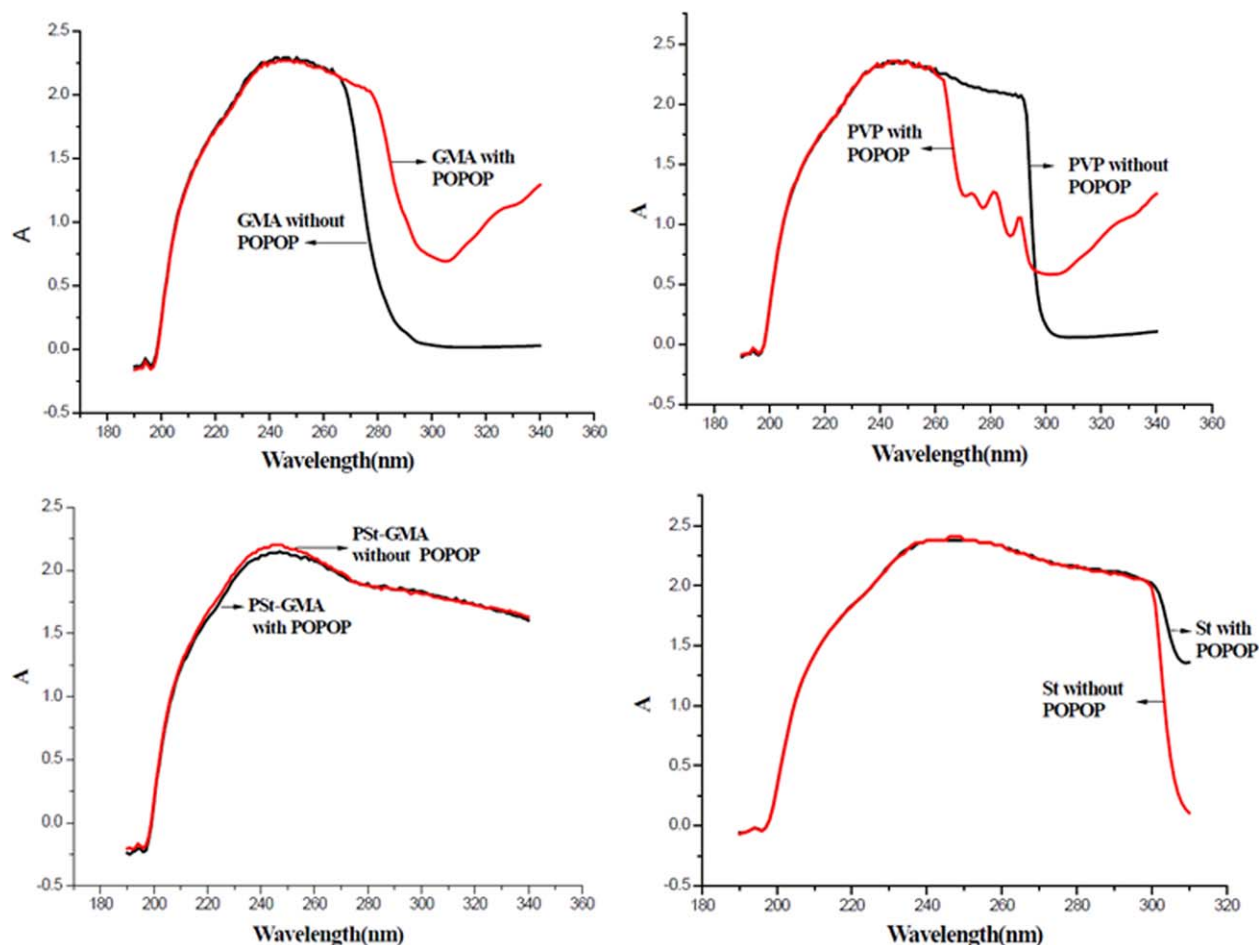 2.5
2.0
1.5
1.0
0.5
0.0
-0.5
A
GMA with
POPOP
GMA without
POPOP
180 200 220 240 260 280 300 320 340 360
Wavelength(nm)
2.5
2.0
1.5
1.0
0.5
0.0
-0.5
A
PVP with
POPOP
PVP without
POPOP
180 200 220 240 260 280 300 320 340 360
Wavelength(nm)
2.5
2.0
1.5
1.0
0.5
0.0
-0.5
A
PSt-GMA
without POPOP
PSt-GMA
with POPOP
180 200 220 240 260 280 300 320 340 360
Wavelength(nm)
2.5
2.0
1.5
1.0
0.5
0.0
-0.5
A
St with
POPOP
St without
POPOP
180 200 220 240 260 280 300 320
Wavelength(nm)